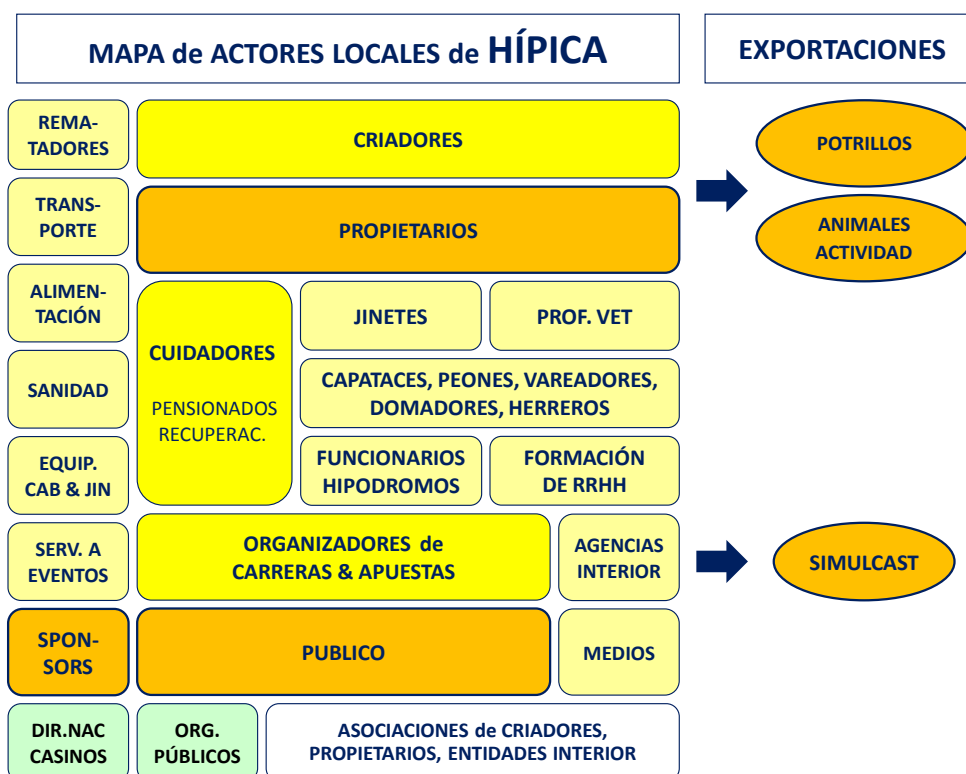 MAPA de ACTORES LOCALES de HÍPICA
EXPORTACIONES
REMA-
TADORES
CRIADORES
POTRILLOS
TRANS-
PORTE
PROPIETARIOS
ANIMALES
ACTIVIDAD
ALIMEN-
TACIÓN
CUIDADORES
PENSIONADOS
RECUPERAC.
JINETES
PROF. VET
SANIDAD
CAPATACES, PEONES, VAREADORES,
DOMADORES, HERREROS
EQUIP.
CAB & JIN
FUNCIONARIOS
HIPODROMOS
FORMACIÓN
DE RRHH
SERV. A
EVENTOS
ORGANIZADORES de
CARRERAS & APUESTAS
AGENCIAS
INTERIOR
SIMULCAST
SPON-
SORS
PUBLICO
MEDIOS
DIR.NAC
CASINOS
ORG.
PÚBLICOS
ASOCIACIONES de CRIADORES,
PROPIETARIOS, ENTIDADES INTERIOR